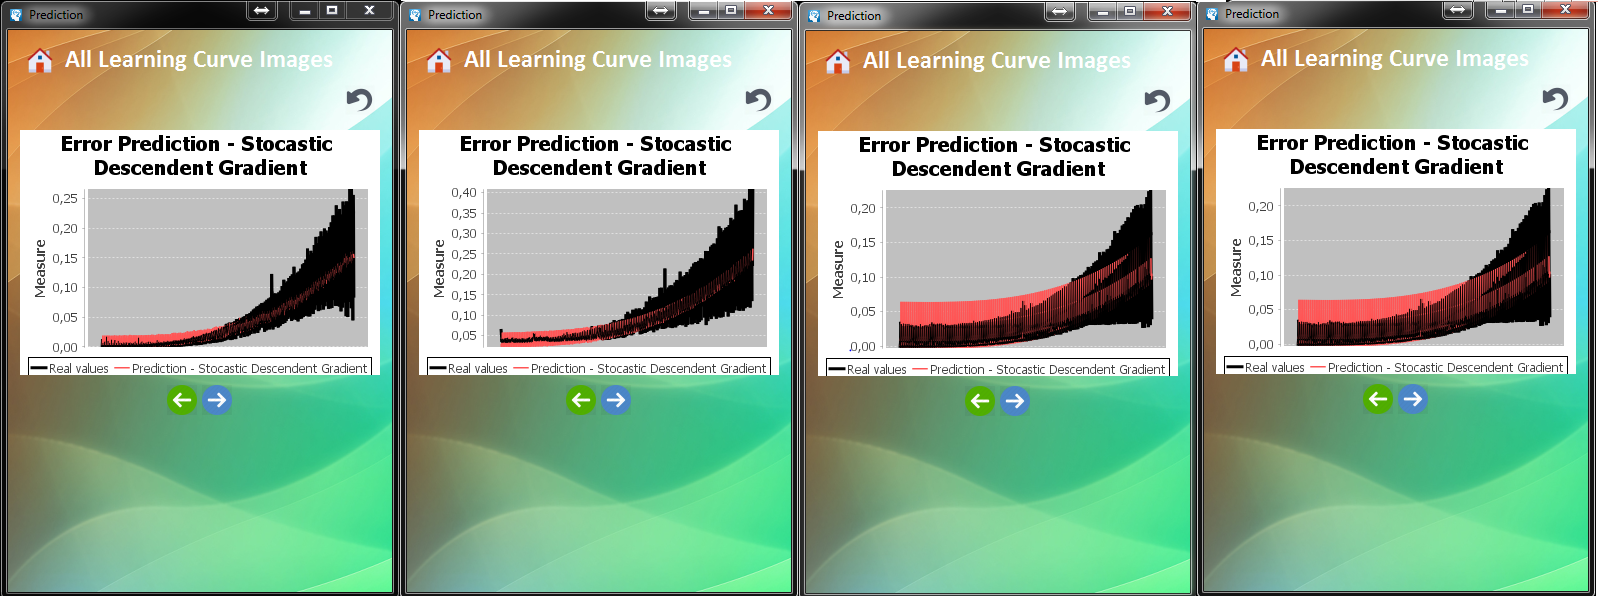 Prediction
All Learning Curve Images
Error Prediction - Stocastic
Descendent Gradient
Measure
0,25
0,20
0,15
0,10
0,05
0,00
Real values
Prediction - Stocastic Descendent Gradient
Prediction
All Learning Curve Images
Error Prediction - Stocastic
Descendent Gradient
Measure
0,40
0,35
0,30
0,25
0,20
0,15
0,10
0,05
Real values
Prediction - Stocastic Descendent Gradient
Prediction
All Learning Curve Images
Error Prediction - Stocastic
Descendent Gradient
Measure
0,20
0,15
0,10
0,05
0,00
Real values
Prediction - Stocastic Descendent Gradient
Prediction
All Learning Curve Images
Error Prediction - Stocastic
Descendent Gradient
Measure
0,20
0,15
0,10
0,05
0,00
Real values
Prediction - Stocastic Descendent Gradient